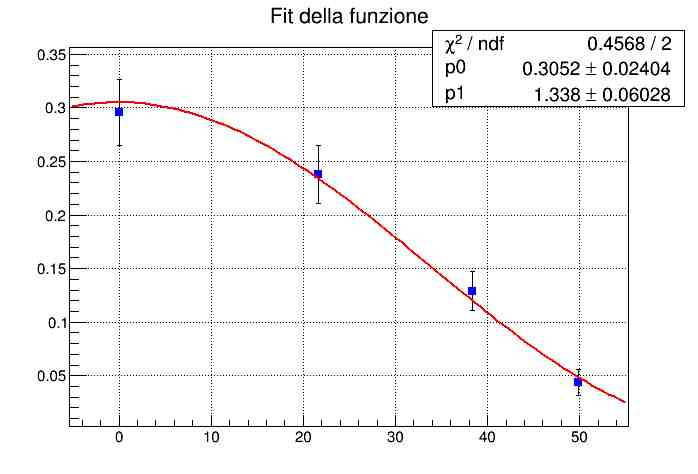 Fit della funzione
χ² / ndf 0.4568 / 2
p0 0.3052 ± 0.02404
p1 1.338 ± 0.06028
0.35
0.3
0.25
0.2
0.15
0.1
0.05
0 10 20 30 40 50